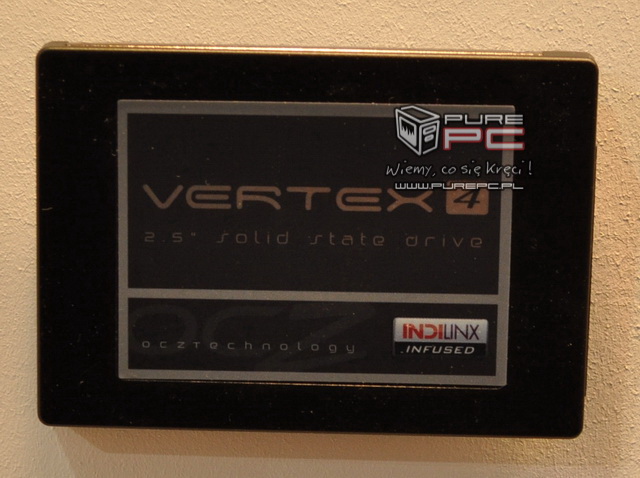 PURE
PC
Wiemy, co się kręci!
WWW.PUREPC.PL
VERTEX 4
2.5" solid state drive
OCZ
OCZTechnology
INDILINX
.INFUSED